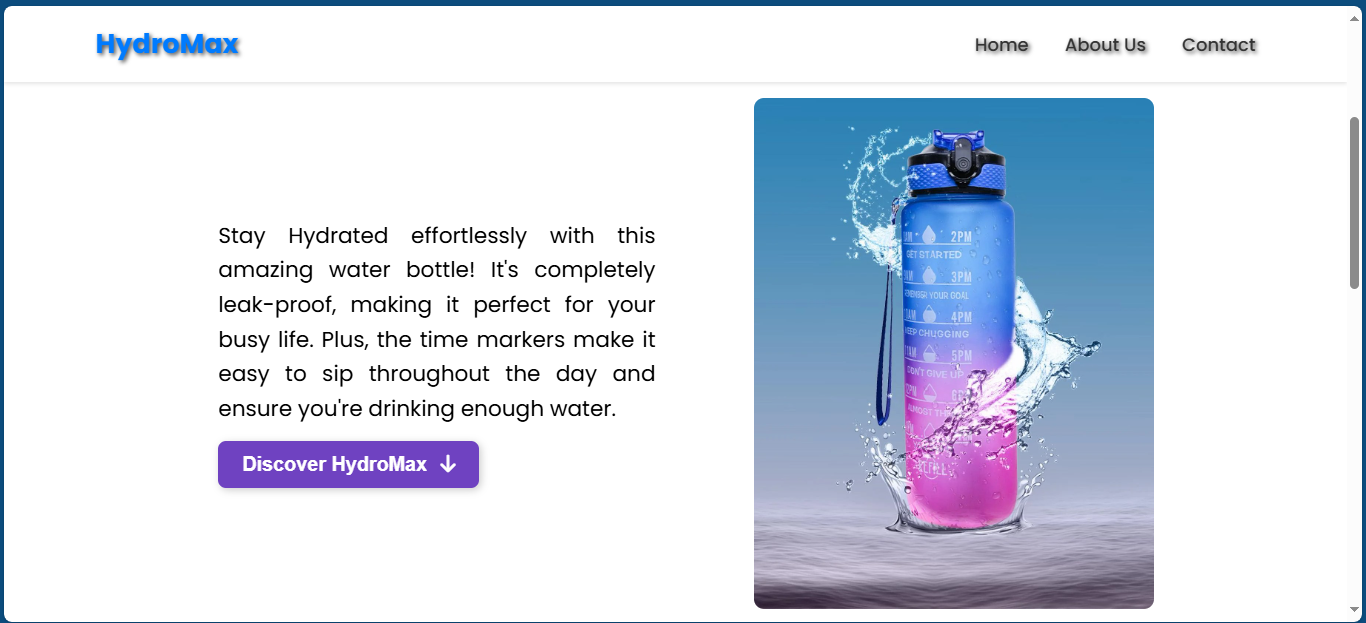 HydroMax
Home About Us Contact
Stay Hydrated effortlessly with this
amazing water bottle! It's completely
leak-proof, making it perfect for your
busy life. Plus, the time markers make it
easy to sip throughout the day and
ensure you're drinking enough water.
Discover HydroMax ↓
2PM
GET STARTED
3PM
REMEMBER YOUR GOAL
4PM
KEEP CHUGGING
5PM
DON'T GIVE UP
ALMOST